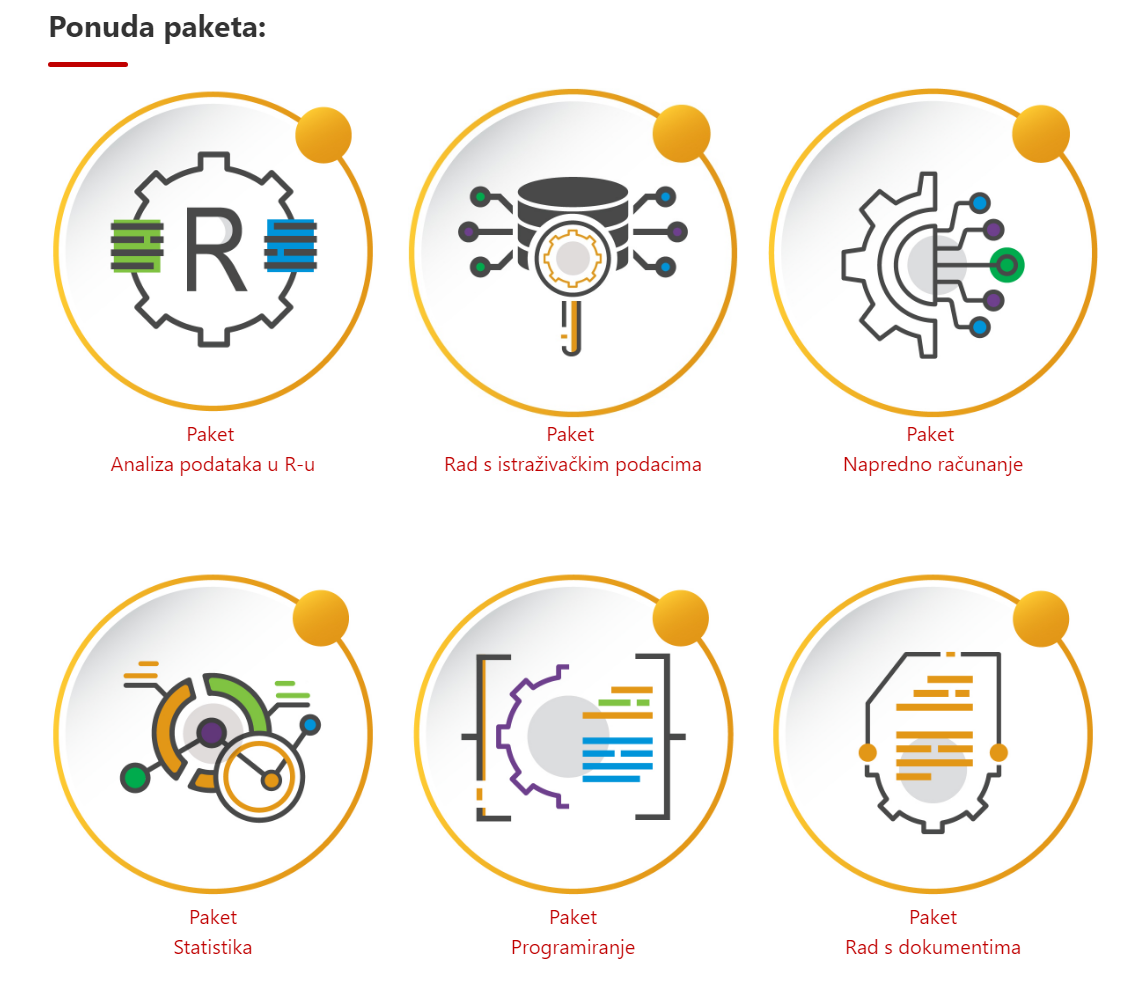 Ponuda paketa:
R
Paket
Analiza podataka u R-u
Paket
Rad s istraživačkim podacima
Paket
Napredno računanje
Paket
Statistika
Paket
Programiranje
Paket
Rad s dokumentima